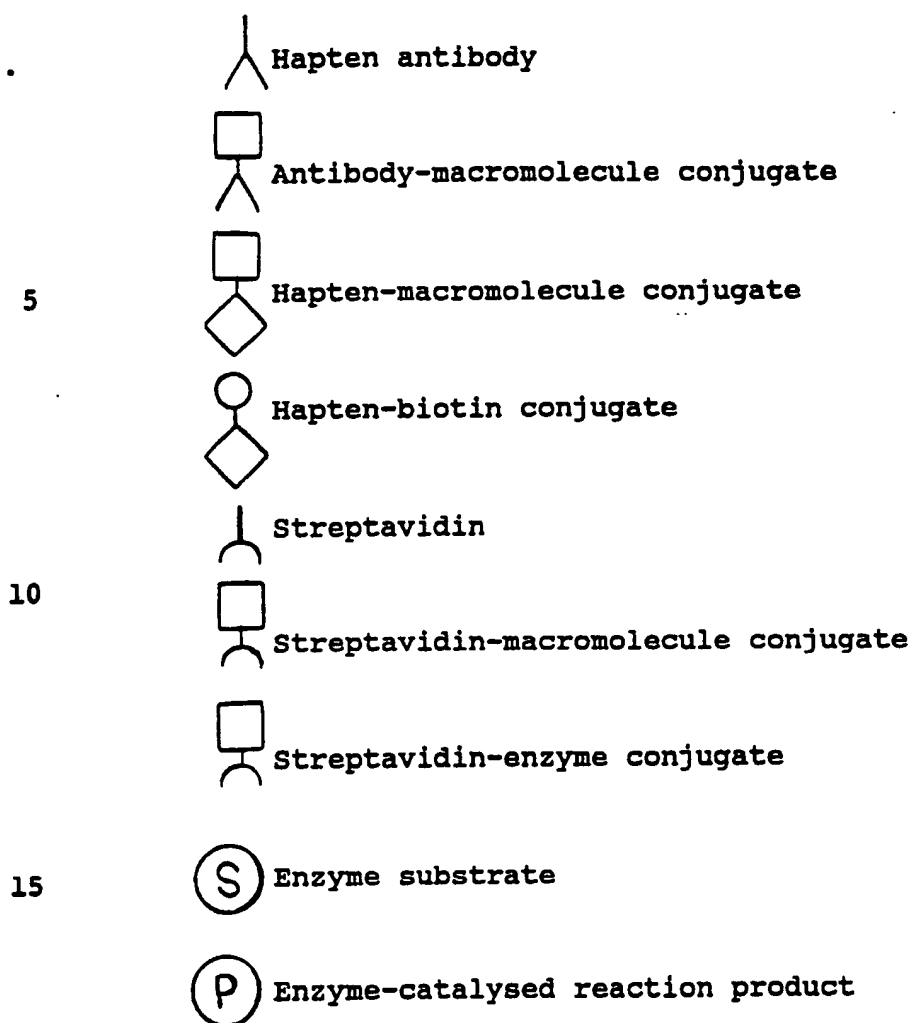 Hapten antibody
Antibody-macromolecule conjugate
5 Hapten-macromolecule conjugate
Hapten-biotin conjugate
Streptavidin
10
Streptavidin-macromolecule conjugate
Streptavidin-enzyme conjugate
15 S Enzyme substrate
P Enzyme-catalysed reaction product